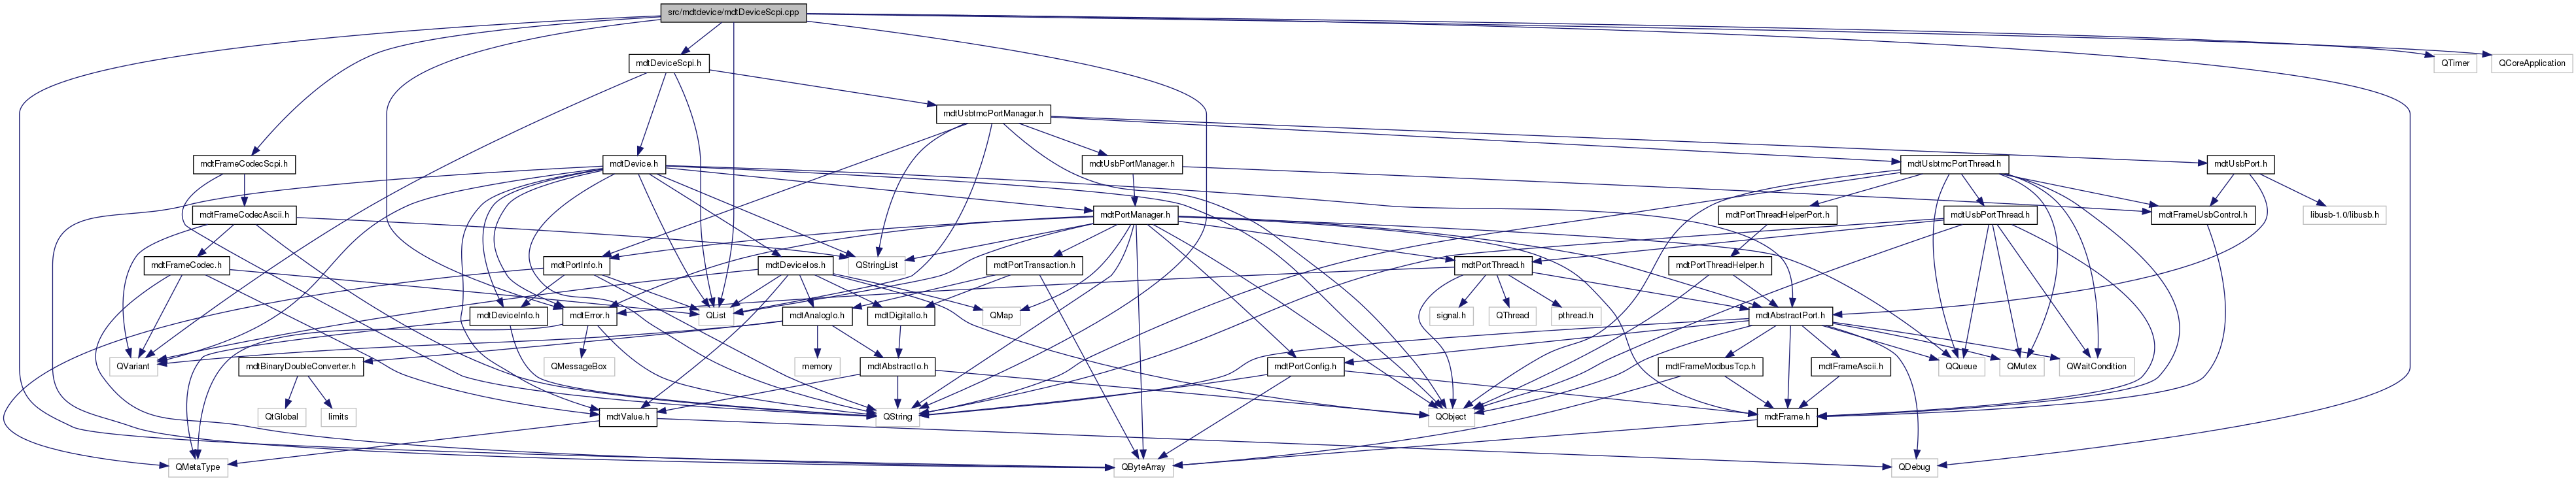 src/mdtdevice/mdtDeviceScpi.cpp
mdtDeviceScpi.h
QTimer
QCoreApplication
mdtUsbtmcPortManager.h
mdtFrameCodecScpi.h
mdtDevice.h
mdtUsbPortManager.h
mdtUsbtmcPortThread.h
mdtUsbPort.h
mdtFrameCodecAscii.h
mdtPortManager.h
mdtPortThreadHelperPort.h
mdtUsbPortThread.h
mdtFrameUsbControl.h
libusb-1.0/libusb.h
mdtFrameCodec.h
mdtPortInfo.h
mdtDeviceIos.h
QStringList
mdtPortTransaction.h
mdtPortThread.h
mdtPortThreadHelper.h
mdtDeviceInfo.h
mdtError.h
QList
mdtAnalogIo.h
mdtDigitalIo.h
QMap
signal.h
QThread
pthread.h
mdtAbstractPort.h
QVariant
mdtBinaryDoubleConverter.h
QMessageBox
memory
mdtAbstractIo.h
mdtPortConfig.h
mdtFrameModbusTcp.h
mdtFrameAscii.h
QQueue
QMutex
QWaitCondition
QtGlobal
limits
mdtValue.h
QString
QObject
mdtFrame.h
QMetaType
QByteArray
QDebug